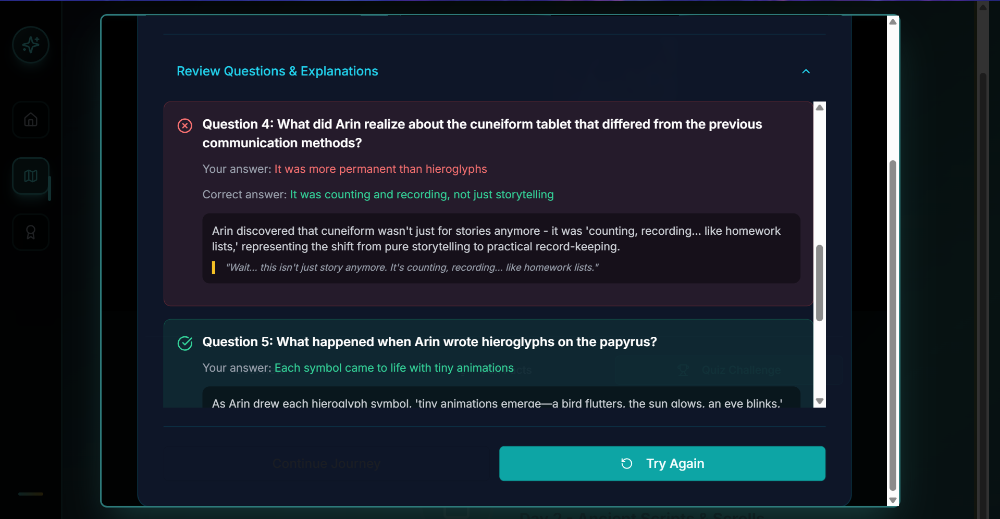 Review Questions & Explanations
Question 4: What did Arin realize about the cuneiform tablet that differed from the previous
communication methods?
Your answer: It was more permanent than hieroglyphs
Correct answer: It was counting and recording, not just storytelling
Arin discovered that cuneiform wasn't just for stories anymore - it was 'counting, recording... like homework
lists,' representing the shift from pure storytelling to practical record-keeping.
"Wait... this isn't just story anymore. It's counting, recording... like homework lists."
Question 5: What happened when Arin wrote hieroglyphs on the papyrus?
Your answer: Each symbol came to life with tiny animations
Quiz Challenge
As Arin drew each hieroglyph symbol, 'tiny animations emerge—a bird flutters, the sun glows, an eye blinks,'
Continue Journey
Try Again
Day 2 - Ancient Scripts & Scrolls